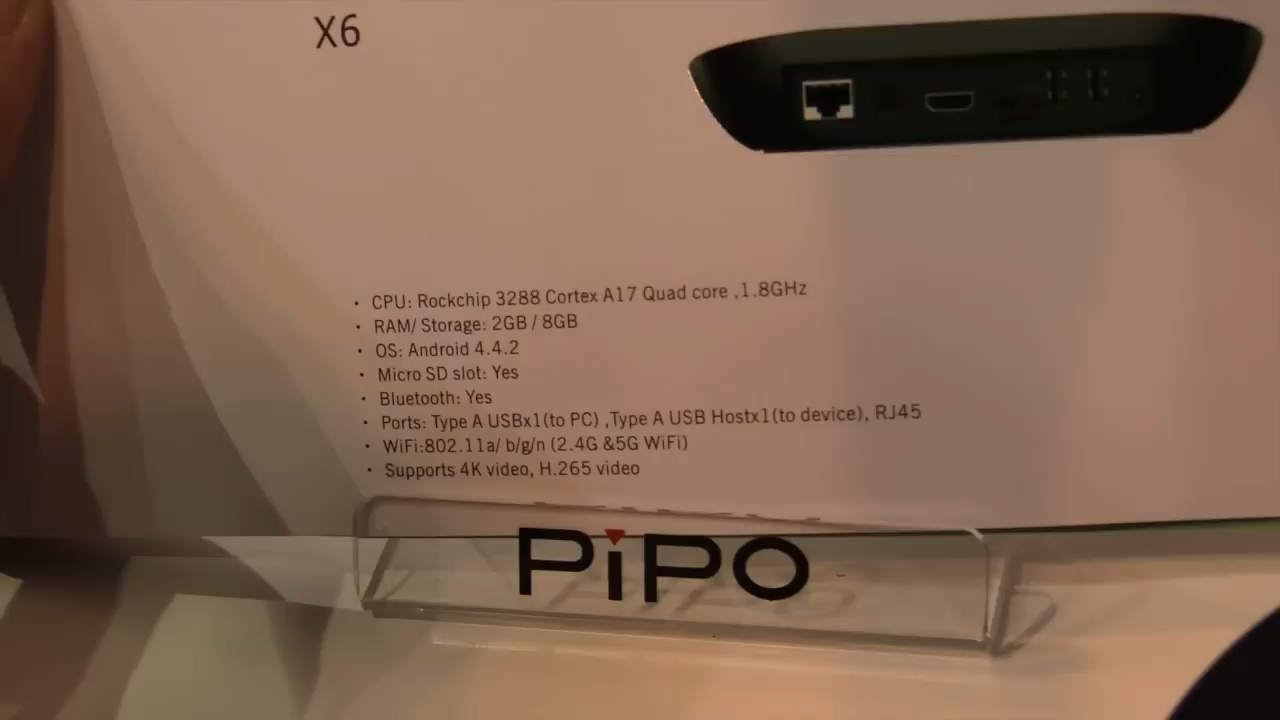 X6
• CPU: Rockchip 3288 Cortex A17 Quad core ,1.8GHz
• RAM/ Storage: 2GB / 8GB
• OS: Android 4.4.2
• Micro SD slot: Yes
• Bluetooth: Yes
• Ports: Type A USBx1(to PC) ,Type A USB Hostx1(to device), RJ45
• WiFi:802.11a/ b/g/n (2.4G &5G WiFi)
• Supports 4K video, H.265 video
PiPO